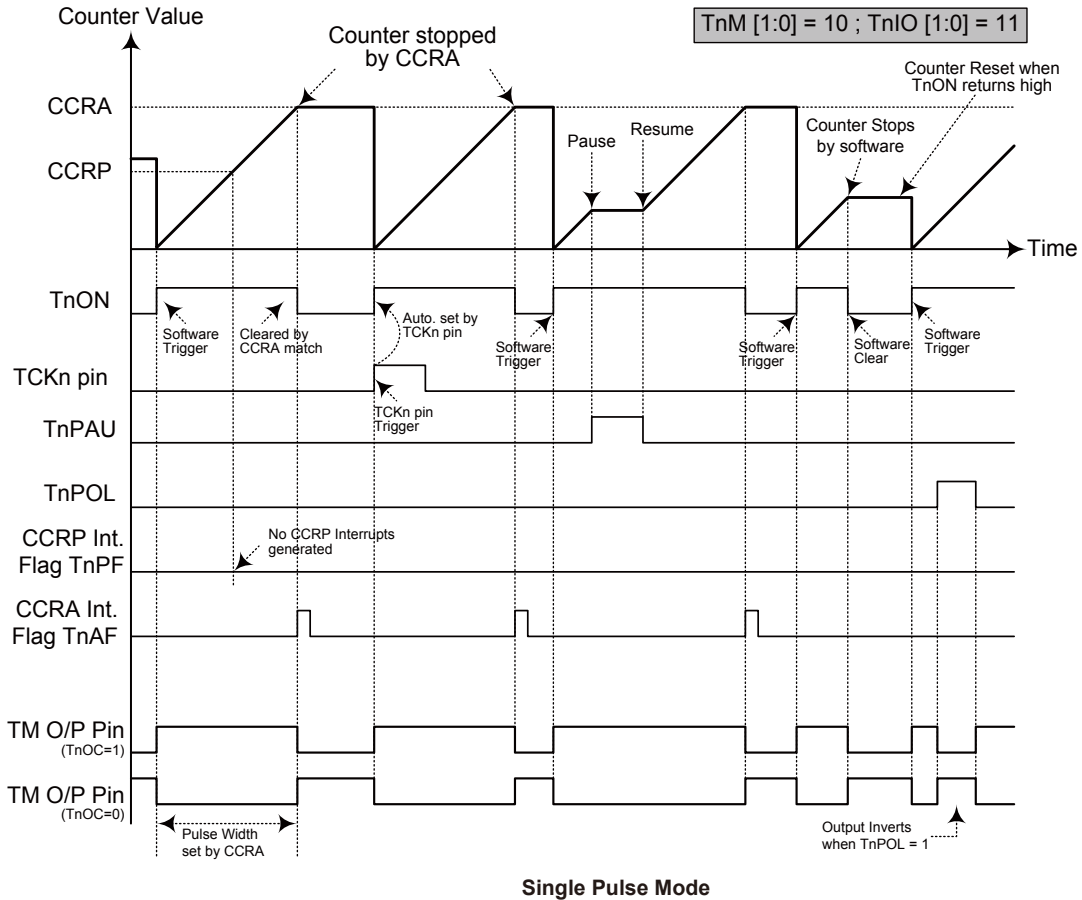 Counter Value
TnM [1:0] = 10 ; TnIO [1:0] = 11
Counter stopped
by CCRA
Counter Reset when
TnON returns high
CCRA
Pause
Resume
Counter Stops
by software
CCRP
Time
TnON
Software
Trigger
Cleared by
CCRA match
Auto. set by
TCKn pin
Software
Trigger
Software
Trigger
Software
Clear
Software
Trigger
TCKn pin
TCKn pin
Trigger
TnPAU
TnPOL
CCRP Int.
Flag TnPF
No CCRP Interrupts
generated
CCRA Int.
Flag TnAF
TM O/P Pin
(TnOC=1)
TM O/P Pin
(TnOC=0)
Pulse Width
set by CCRA
Output Inverts
when TnPOL = 1
Single Pulse Mode